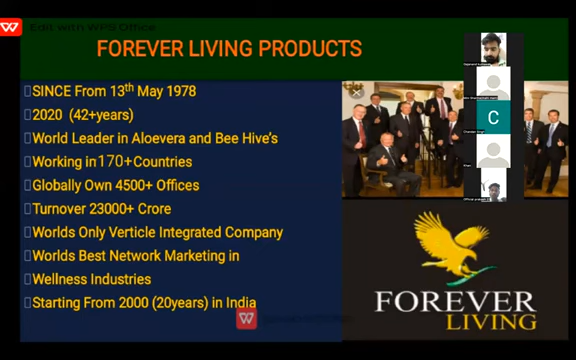 Edit with WPS Office
FOREVER LIVING PRODUCTS
SINCE From 13th May 1978
2020 (42+years)
World Leader in Aloevera and Bee Hive's
Working in 170+ Countries
Globally Own 4500+ Offices
Turnover 23000+ Crore
Worlds Only Verticle Integrated Company
Worlds Best Network Marketing in
Wellness Industries
Starting From 2000 (20years) in India
C
FOREVER
LIVING